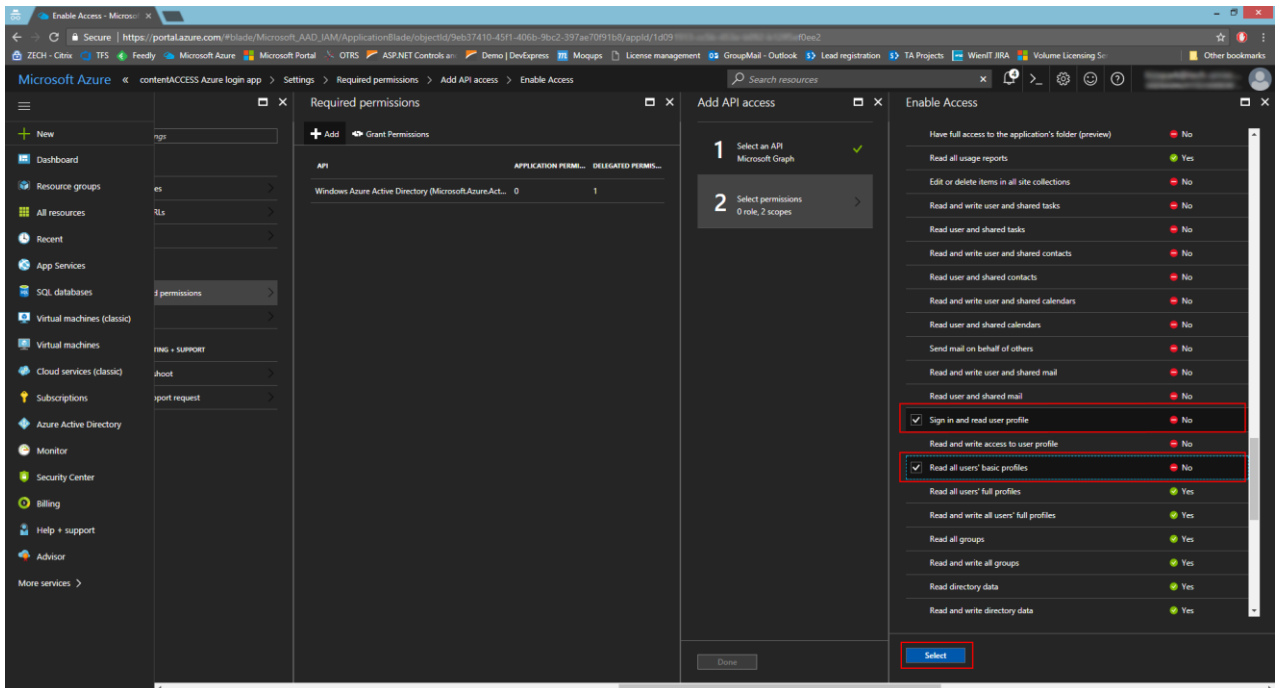 Enable Access - Microsof
Secure | https://portal.azure.com/#blade/Microsoft_AAD_IAM/ApplicationBlade/objectId/9eb37410-45f1-406b-9bc2-397ae70f91b8/appId/1d09 af0ee2
ZECH - Citrix TFS Feedly Microsoft Azure Microsoft Portal OTRS ASP.NET Controls and Demo | DevExpress Moqups License management GroupMail - Outlook Lead registration TA Projects WienIT JIRA Volume Licensing Se Other bookmarks
Microsoft Azure « contentACCESS Azure login app > Settings > Required permissions > Add API access > Enable Access Search resources
Required permissions
Add API access
Enable Access
New
Dashboard
Resource groups
All resources
Recent
App Services
SQL databases
Virtual machines (classic)
Virtual machines
Cloud services (classic)
Subscriptions
Azure Active Directory
Monitor
Security Center
Billing
Help + support
Advisor
More services >
ngs
es
RLs
d permissions
TING + SUPPORT
shoot
pport request
Add Grant Permissions
API APPLICATION PERMI... DELEGATED PERMIS...
Windows Azure Active Directory (Microsoft.Azure.Act... 0 1
1 Select an API
Microsoft Graph
2 Select permissions
0 role, 2 scopes
Done
Have full access to the application's folder (preview) No
Read all usage reports Yes
Edit or delete items in all site collections No
Read and write user and shared tasks No
Read user and shared tasks No
Read and write user and shared contacts No
Read user and shared contacts No
Read and write user and shared calendars No
Read user and shared calendars No
Send mail on behalf of others No
Read and write user and shared mail No
Read user and shared mail No
Sign in and read user profile No
Read and write access to user profile No
Read all users' basic profiles No
Read all users' full profiles Yes
Read and write all users' full profiles Yes
Read all groups Yes
Read and write all groups Yes
Read directory data Yes
Read and write directory data Yes
Select